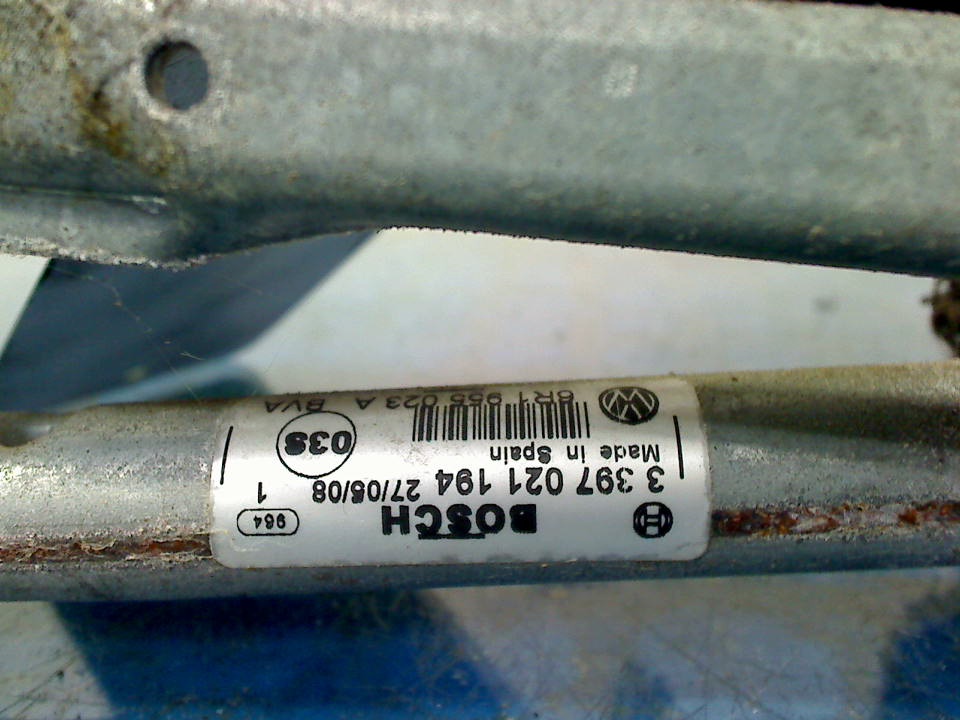 BOSCH 964
3 397 021 194 27/05/08 1
Made in Spain 03S
6R1 955 023 A BVA